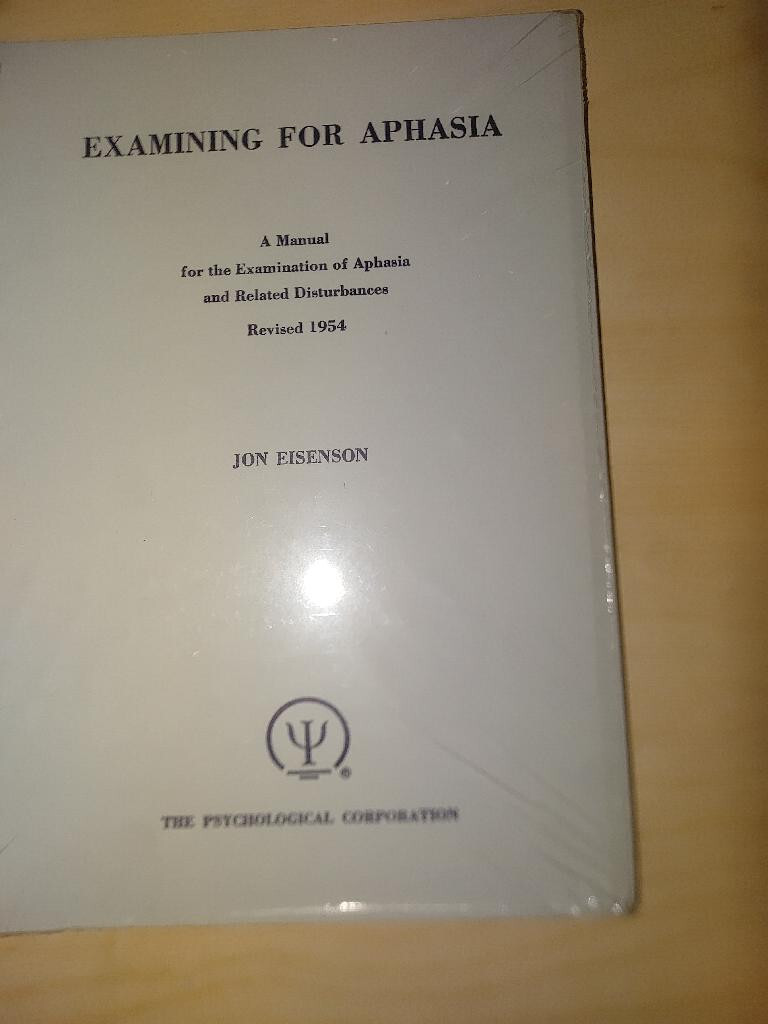 EXAMINING FOR APHASIA
A Manual
for the Examination of Aphasia
and Related Disturbances
Revised 1954
JON EISENSON
Ψ
®
THE PSYCHOLOGICAL CORPORATION